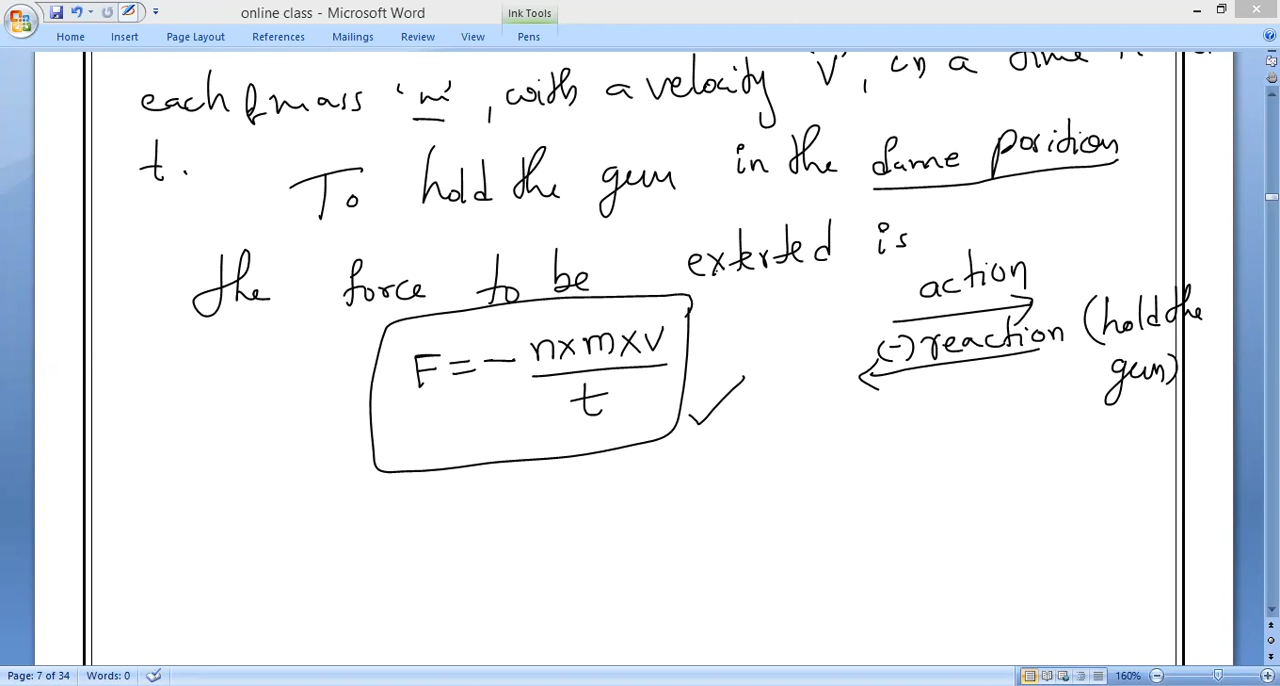 online class - Microsoft Word
Ink Tools
Home Insert Page Layout References Mailings Review View Pens
each of mass 'm', with a velocity 'V', in a time
t.
To hold the gun in the same position
the force to be exterted is
action
(-) reaction (hold the
gun)
F = - n×m×v
t
Page: 7 of 34 Words: 0 160%